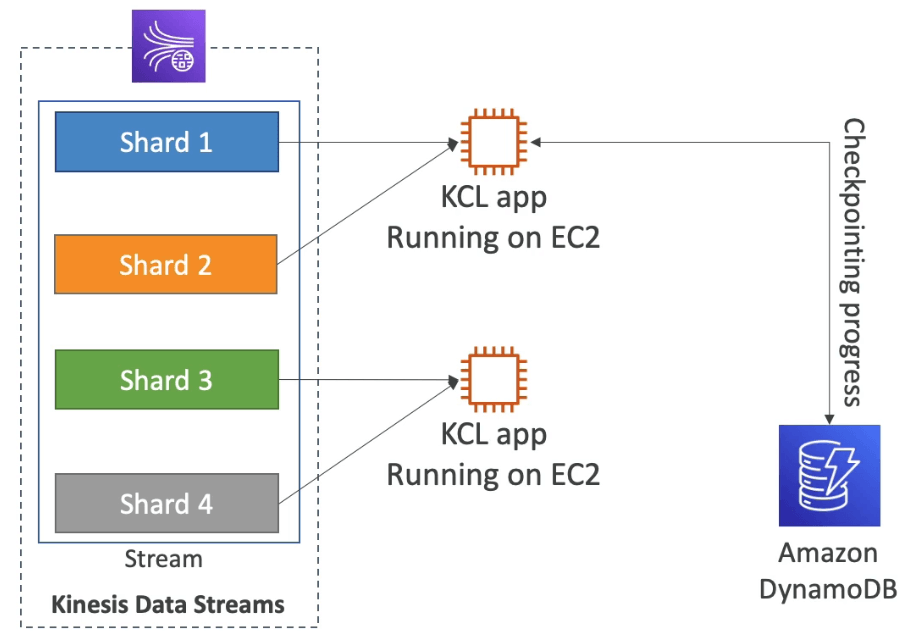 Shard 1
Shard 2
Shard 3
Shard 4
Stream
Kinesis Data Streams
KCL app
Running on EC2
KCL app
Running on EC2
Checkpointing progress
Amazon
DynamoDB